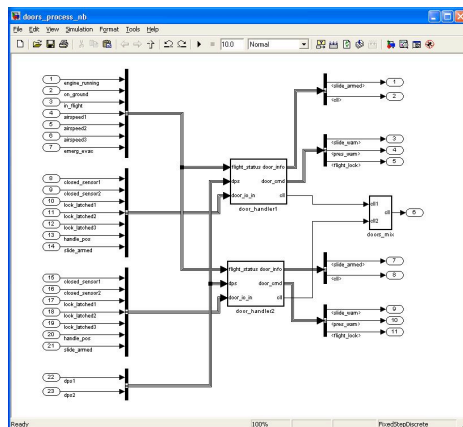 doors_process_nb
File Edit View Simulation Format Tools Help
10.0 Normal
1 engine_running
2 on_ground
3 in_flight
4 airspeed1
5 airspeed2
6 airspeed3
7 emerg_evac
8 closed_sensor1
9 closed_sensor2
10 lock_latched1
11 lock_latched2
12 lock_latched3
13 handle_pos
14 slide_armed
15 closed_sensor1
16 closed_sensor2
17 lock_latched1
18 lock_latched2
19 lock_latched3
20 handle_pos
21 slide_armed
22 dps1
23 dps2
flight_status door_info
dps door_cmd
door_io_in cll
door_handler1
flight_status door_info
dps door_cmd
door_io_in cll
door_handler2
<slide_armed> 1
<cll> 2
<slide_warn> 3
<pres_warn> 4
<flight_lock> 5
cll1
cll2
cll
doors_mix
6
<slide_armed> 7
<cll> 8
<slide_warn> 9
<pres_warn> 10
<flight_lock> 11
Ready 100% FixedStepDiscrete